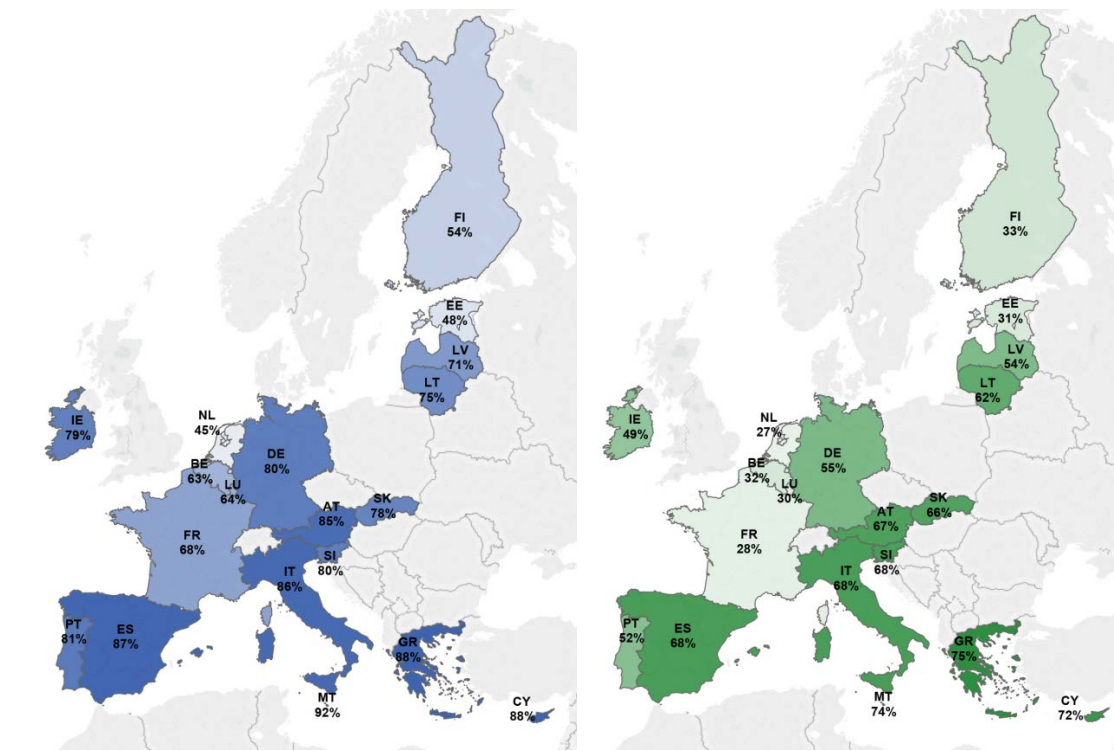 FI
54%
EE
48%
LV
71%
LT
75%
IE
79%
NL
45%
DE
80%
BE
63%
LU
64%
SK
78%
AT
85%
FR
68%
SI
80%
IT
86%
PT
81%
ES
87%
GR
88%
MT
92%
CY
88%
FI
33%
EE
31%
LV
54%
LT
62%
IE
49%
NL
27%
DE
55%
BE
32%
LU
30%
SK
66%
AT
67%
FR
28%
SI
68%
IT
68%
PT
52%
ES
68%
GR
75%
MT
74%
CY
72%